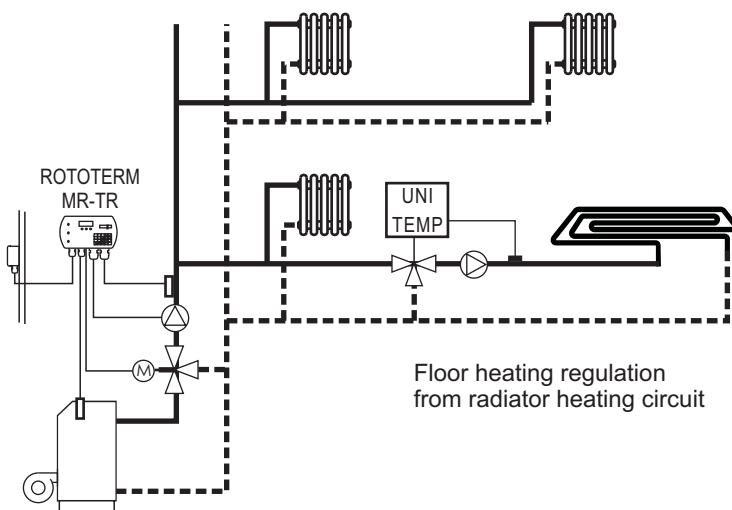 ROTOTERM
MR-TR
UNI
TEMP
M
Floor heating regulation
from radiator heating circuit